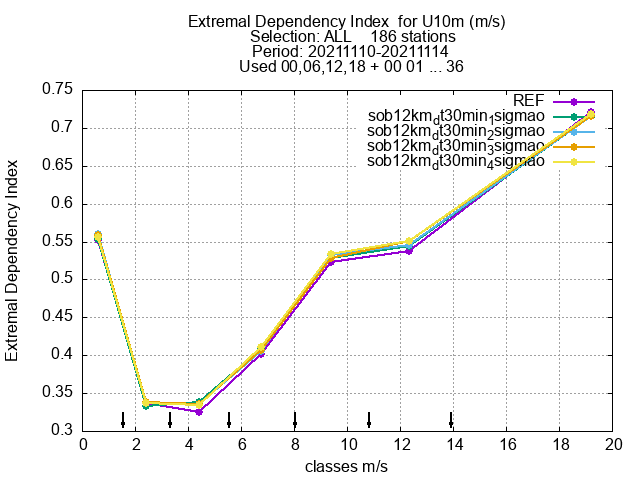 Extremal Dependency Index  for U10m (m/s)
Selection: ALL    186 stations
Period: 20211110-20211114
Used 00,06,12,18 + 00 01 ... 36
REF
sob12km_dt30min_1sigmao
sob12km_dt30min_2sigmao
sob12km_dt30min_3sigmao
sob12km_dt30min_4sigmao
0.75
0.7
0.65
0.6
0.55
0.5
0.45
0.4
0.35
0.3
Extremal Dependency Index
0 2 4 6 8 10 12 14 16 18 20
classes m/s